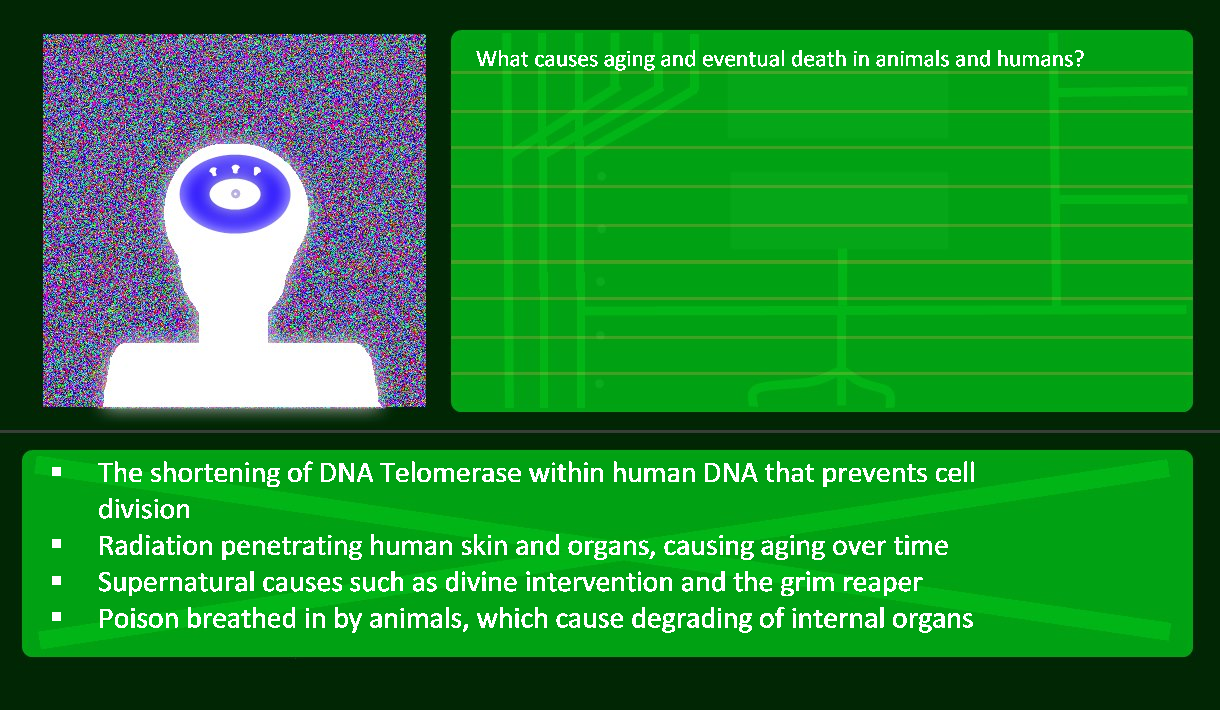 What causes aging and eventual death in animals and humans?
▪ The shortening of DNA Telomerase within human DNA that prevents cell
division
▪ Radiation penetrating human skin and organs, causing aging over time
▪ Supernatural causes such as divine intervention and the grim reaper
▪ Poison breathed in by animals, which cause degrading of internal organs